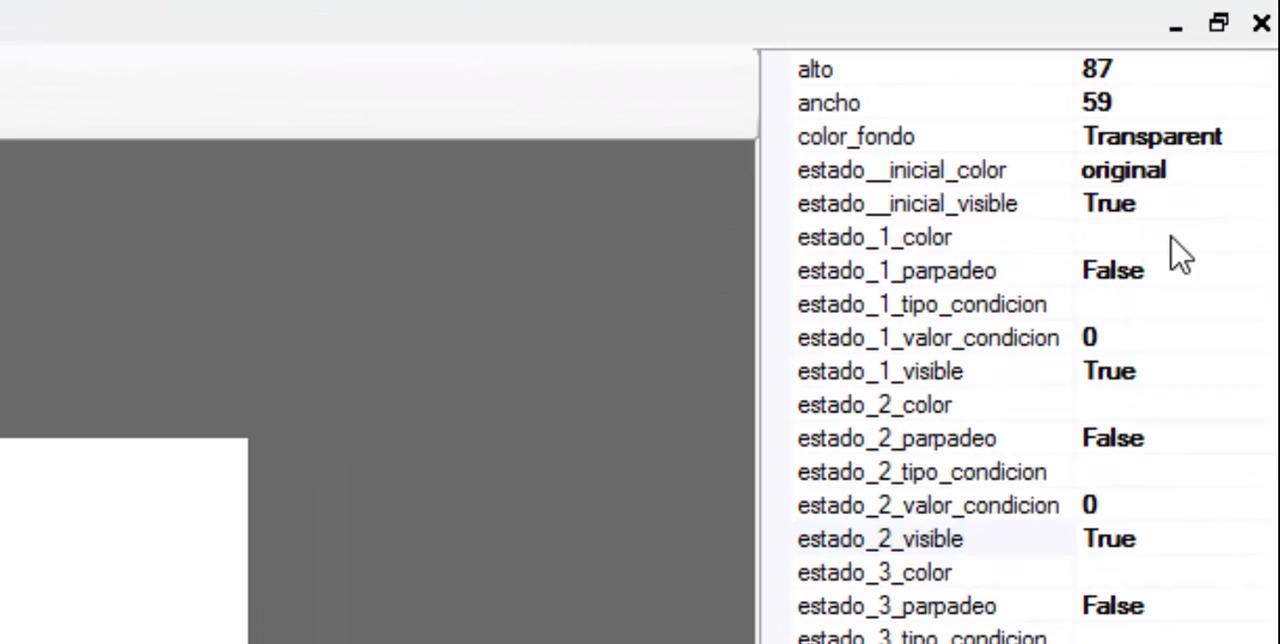 alto 87
ancho 59
color_fondo Transparent
estado__inicial_color original
estado__inicial_visible True
estado_1_color
estado_1_parpadeo False
estado_1_tipo_condicion
estado_1_valor_condicion 0
estado_1_visible True
estado_2_color
estado_2_parpadeo False
estado_2_tipo_condicion
estado_2_valor_condicion 0
estado_2_visible True
estado_3_color
estado_3_parpadeo False
estado_3_tipo_condicion